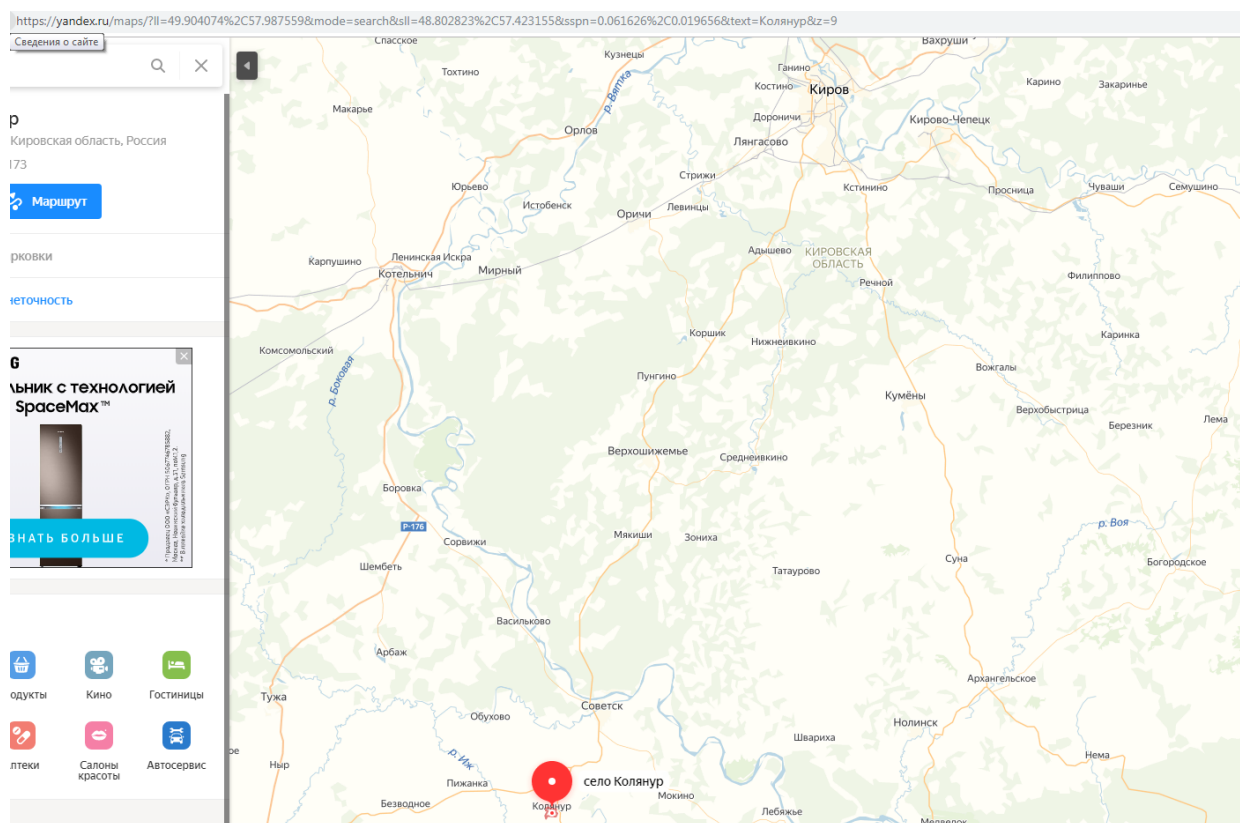 https://yandex.ru/maps/?ll=49.904074%2C57.987559&mode=search&sll=48.802823%2C57.423155&sspn=0.061626%2C0.019656&text=Колянур&z=9
Сведения о сайте
р
Кировская область, Россия
173
Маршрут
рковки
неточность
G
льник с технологией
SpaceMax™
ЗНАТЬ БОЛЬШЕ
одукты
Кино
Гостиницы
птеки
Салоны
красоты
Автосервис
Спасское
Кузнецы
Вахруши
Тохтино
Ганино
Костино
Киров
Карино
Закаринье
р. Вятка
Макарье
Орлов
Дороничи
Кирово-Чепецк
Лянгасово
Стрижи
Юрьево
Кстинино
Просница
Чуваши
Семушино
Истобенск
Оричи
Левинцы
Адышево
КИРОВСКАЯ
ОБЛАСТЬ
Карпушино
Ленинская Искра
Котельнич
Мирный
Речной
Филиппово
Коршик
Нижнеивкино
Каринка
Комсомольский
р. Боковая
Пунгино
Вожгалы
Кумёны
Верхобыстрица
Березник
Лема
Верхошижемье
Среднеивкино
Боровка
Р-176
Сорвижи
Мякиши
Зониха
р. Воя
Шембеть
Татаурово
Суна
Богородское
Васильково
Арбаж
Архангельское
Тужа
Советск
Обухово
Нолинск
Швариха
ое
Ныр
р. Иж
Нема
Пижанка
село Колянур
Мокино
Безводное
Колянур
Лебяжье
Медведок